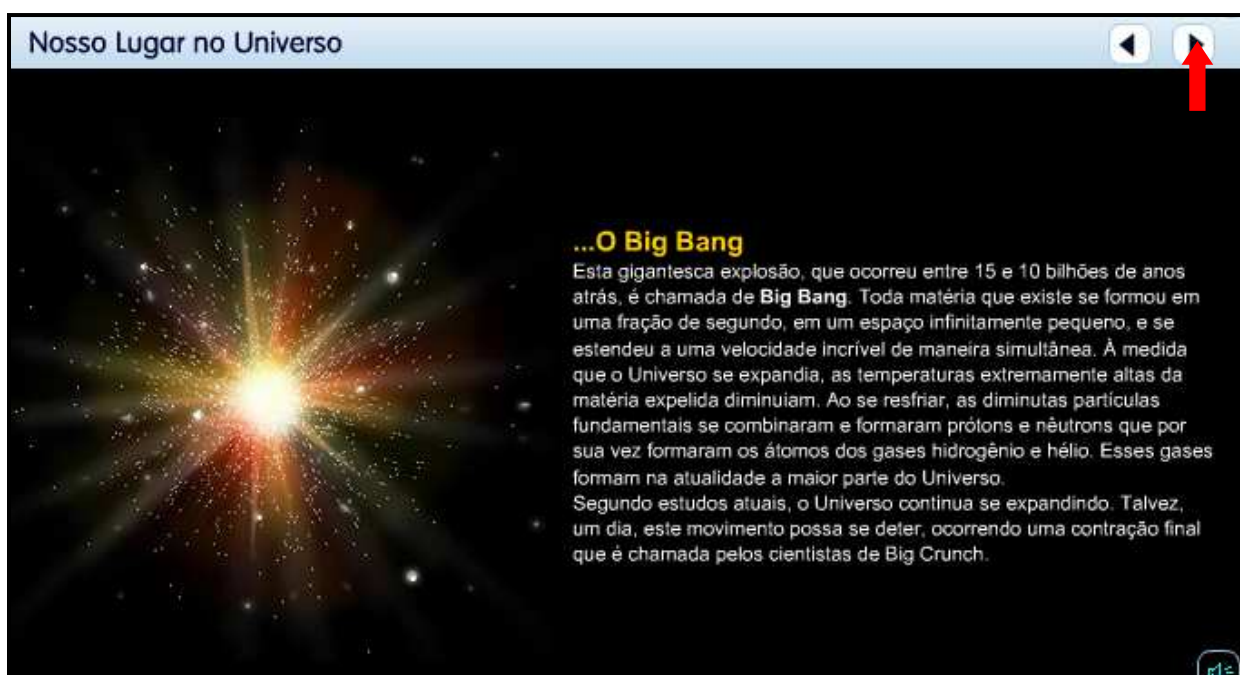 Nosso Lugar no Universo
...O Big Bang
Esta gigantesca explosão, que ocorreu entre 15 e 10 bilhões de anos
atrás, é chamada de Big Bang. Toda matéria que existe se formou em
uma fração de segundo, em um espaço infinitamente pequeno, e se
estendeu a uma velocidade incrível de maneira simultânea. À medida
que o Universo se expandia, as temperaturas extremamente altas da
matéria expelida diminuiam. Ao se resfriar, as diminutas partículas
fundamentais se combinaram e formaram prótons e nêutrons que por
sua vez formaram os átomos dos gases hidrogênio e hélio. Esses gases
formam na atualidade a maior parte do Universo.
Segundo estudos atuais, o Universo continua se expandindo. Talvez,
um dia, este movimento possa se deter, ocorrendo uma contração final
que é chamada pelos cientistas de Big Crunch.